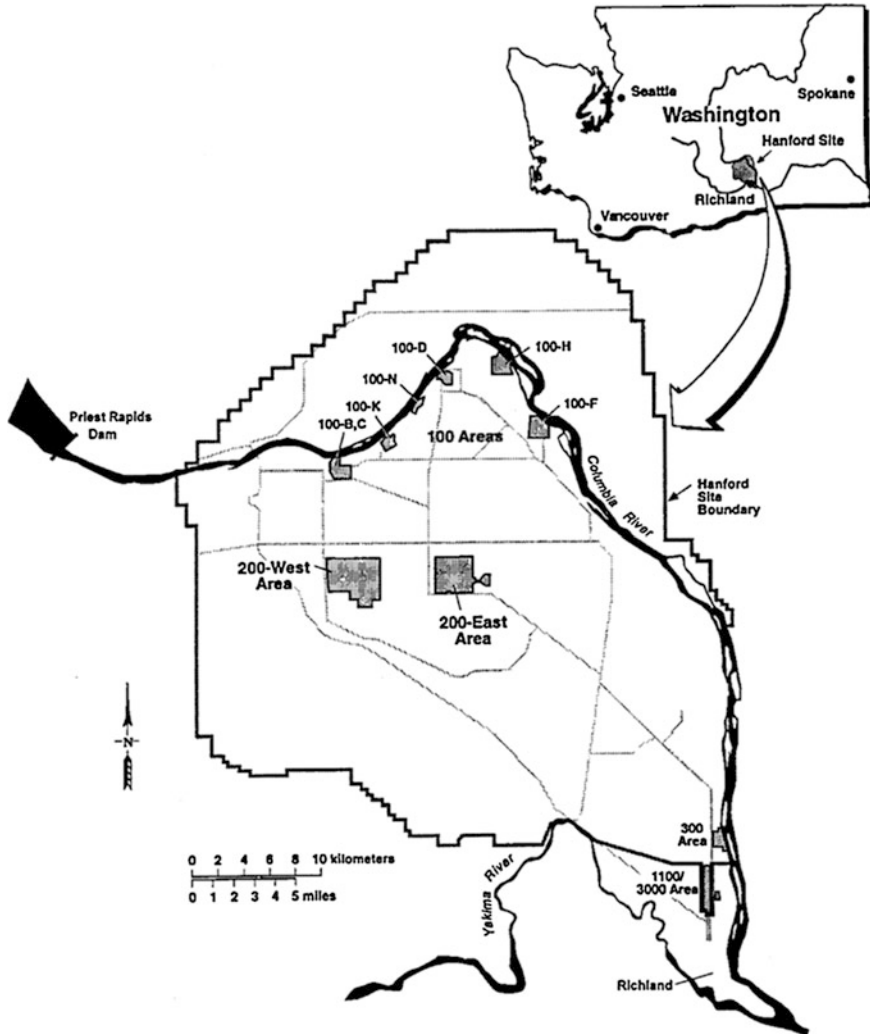 Seattle
Spokane
Washington
Hanford Site
Richland
Vancouver
100-D
100-H
100-N
100-K
100-F
Priest Rapids
Dam
100-B,C
100 Areas
Columbia
River
Hanford
Site
Boundary
200-West
Area
200-East
Area
N
300
Area
0 2 4 6 8 10 kilometers
0 1 2 3 4 5 miles
1100/
3000 Area
Yakima River
Richland